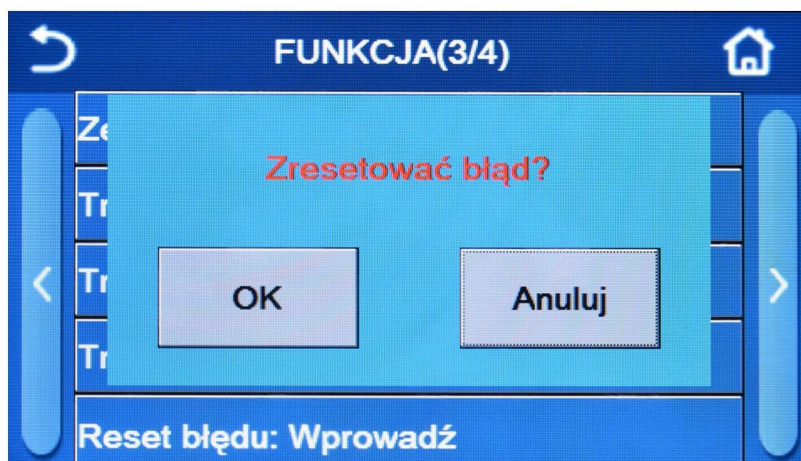 FUNKCJA(3/4)
Zresetować błąd?
OK
Anuluj
Reset błędu: Wprowadź